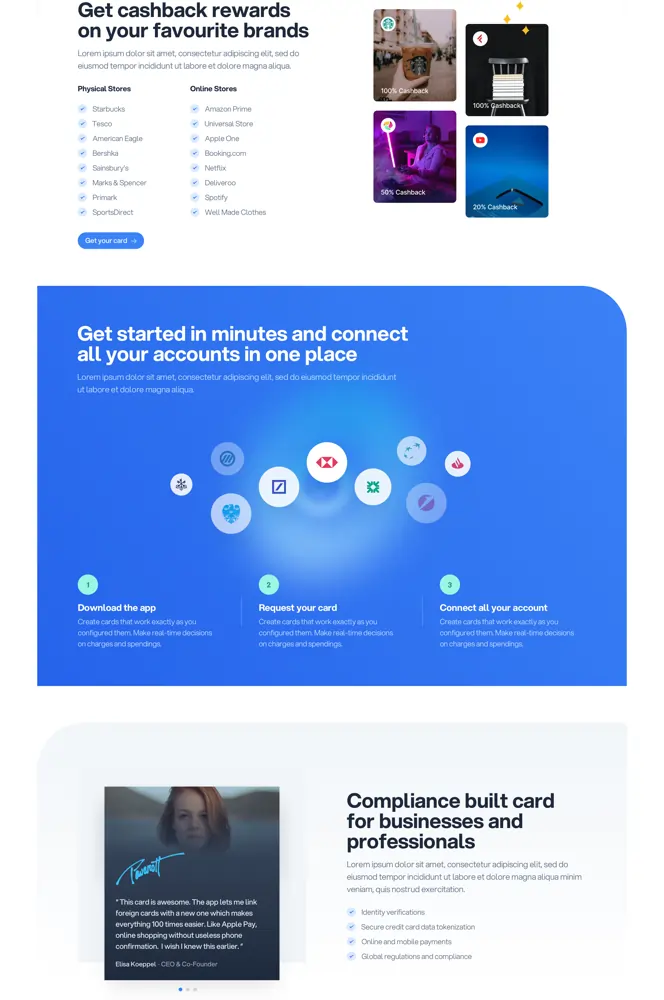 Get cashback rewards
on your favourite brands
Lorem ipsum dolor sit amet, consectetur adipiscing elit, sed do
eiusmod tempor incididunt ut labore et dolore magna aliqua.
Physical Stores
Starbucks
Tesco
American Eagle
Bershka
Sainsbury's
Marks & Spencer
Primark
SportsDirect
Online Stores
Amazon Prime
Universal Store
Apple One
Booking.com
Netflix
Deliveroo
Spotify
Well Made Clothes
Get your card →
100% Cashback
100% Cashback
50% Cashback
20% Cashback
Get started in minutes and connect
all your accounts in one place
Lorem ipsum dolor sit amet, consectetur adipiscing elit, sed do eiusmod tempor incididunt
ut labore et dolore magna aliqua.
1
Download the app
Create cards that work exactly as you
configured them. Make real-time decisions
on charges and spendings.
2
Request your card
Create cards that work exactly as you
configured them. Make real-time decisions
on charges and spendings.
3
Connect all your account
Create cards that work exactly as you
configured them. Make real-time decisions
on charges and spendings.
“ This card is awesome. The app lets me link
foreign cards with a new one which makes
everything 100 times easier. Like Apple Pay,
online shopping without useless phone
confirmation. I wish I knew this earlier. ”
Elisa Koeppel · CEO & Co-Founder
Compliance built card
for businesses and
professionals
Lorem ipsum dolor sit amet, consectetur adipiscing elit, sed do
eiusmod tempor incididunt ut labore et dolore magna aliqua minim
veniam, quis nostrud exercitation.
Identity verifications
Secure credit card data tokenization
Online and mobile payments
Global regulations and compliance